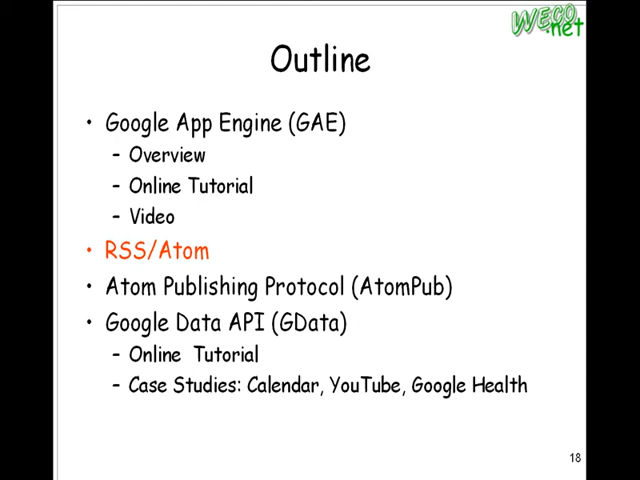 WECO
.net
Outline
• Google App Engine (GAE)
– Overview
– Online Tutorial
– Video
• RSS/Atom
• Atom Publishing Protocol (AtomPub)
• Google Data API (GData)
– Online Tutorial
– Case Studies: Calendar, YouTube, Google Health
18